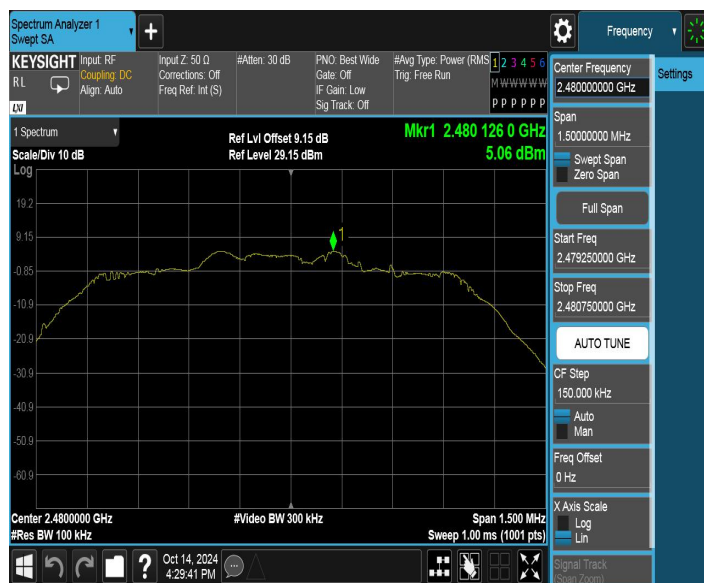 Spectrum Analyzer 1
Swept SA
Frequency
KEYSIGHT
RL
LXI
Input: RF
Coupling: DC
Align: Auto
Input Z: 50 Ω
Corrections: Off
Freq Ref: Int (S)
#Atten: 30 dB
PNO: Best Wide
Gate: Off
IF Gain: Low
Sig Track: Off
#Avg Type: Power (RMS
Trig: Free Run
1 2 3 4 5 6
M W W W W W
P P P P P P
1 Spectrum
Scale/Div 10 dB
Ref Lvl Offset 9.15 dB
Ref Level 29.15 dBm
Mkr1 2.480 126 0 GHz
5.06 dBm
Log
19.2
9.15
-0.85
-10.9
-20.9
-30.9
-40.9
-50.9
-60.9
1
Center 2.4800000 GHz
#Res BW 100 kHz
#Video BW 300 kHz
Span 1.500 MHz
Sweep 1.00 ms (1001 pts)
Oct 14, 2024
4:29:41 PM
Center Frequency
2.480000000 GHz
Settings
Span
1.50000000 MHz
Swept Span
Zero Span
Full Span
Start Freq
2.479250000 GHz
Stop Freq
2.480750000 GHz
AUTO TUNE
CF Step
150.000 kHz
Auto
Man
Freq Offset
0 Hz
X Axis Scale
Log
Lin
Signal Track
(Span Zoom)